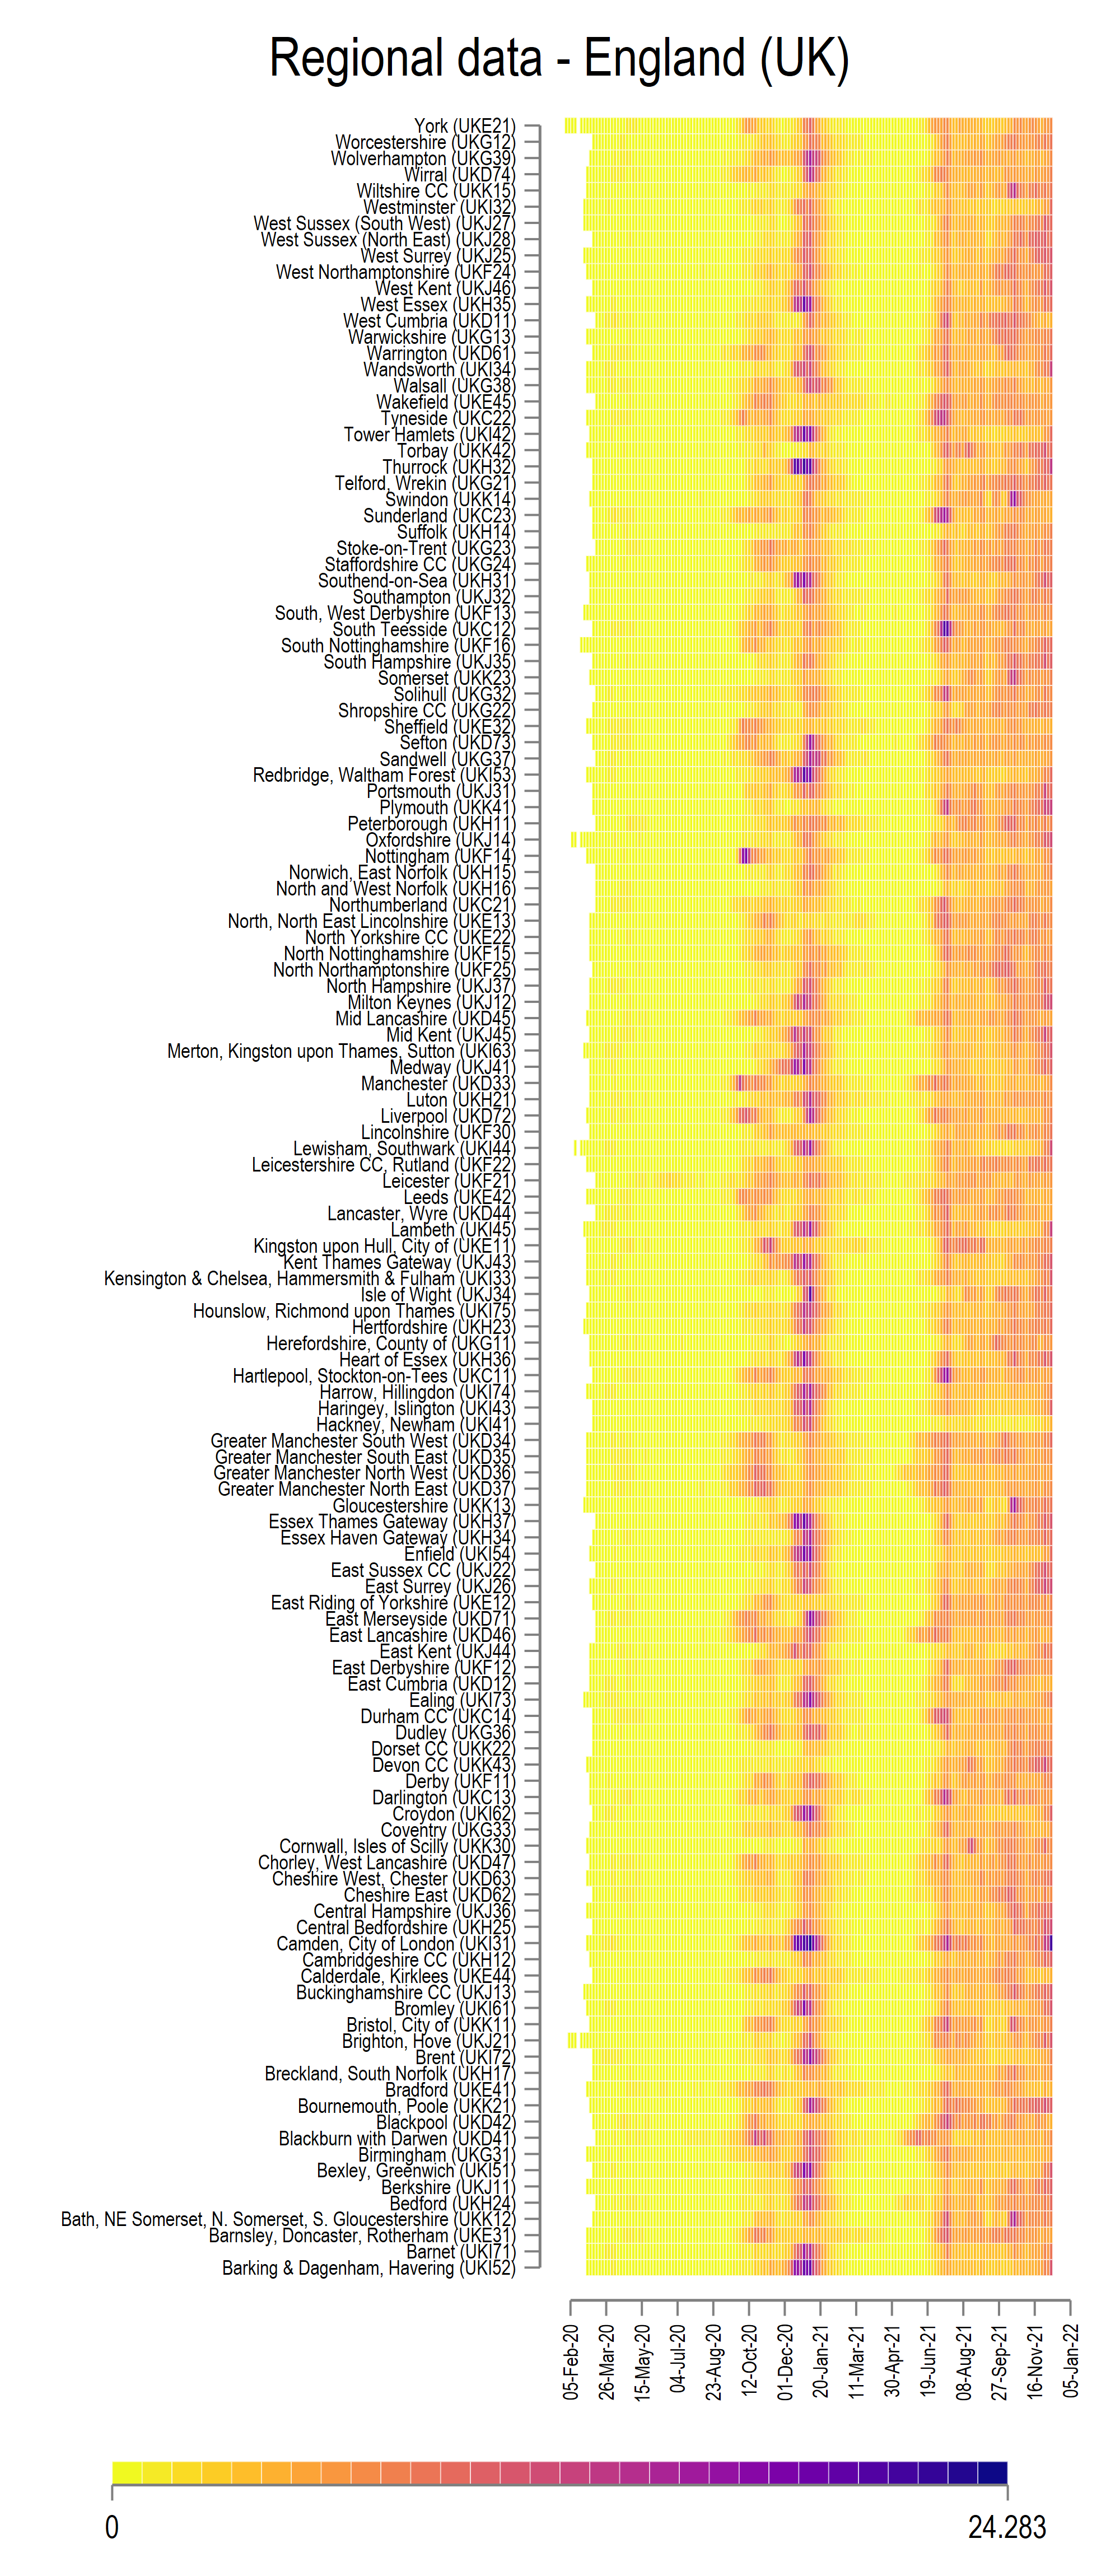 Regional data - England (UK)
York (UKE21)
Worcestershire (UKG12)
Wolverhampton (UKG39)
Wirral (UKD74)
Wiltshire CC (UKK15)
Westminster (UKI32)
West Sussex (South West) (UKJ27)
West Sussex (North East) (UKJ28)
West Surrey (UKJ25)
West Northamptonshire (UKF24)
West Kent (UKJ46)
West Essex (UKH35)
West Cumbria (UKD11)
Warwickshire (UKG13)
Warrington (UKD61)
Wandsworth (UKI34)
Walsall (UKG38)
Wakefield (UKE45)
Tyneside (UKC22)
Tower Hamlets (UKI42)
Torbay (UKK42)
Thurrock (UKH32)
Telford, Wrekin (UKG21)
Swindon (UKK14)
Sunderland (UKC23)
Suffolk (UKH14)
Stoke-on-Trent (UKG23)
Staffordshire CC (UKG24)
Southend-on-Sea (UKH31)
Southampton (UKJ32)
South, West Derbyshire (UKF13)
South Teesside (UKC12)
South Nottinghamshire (UKF16)
South Hampshire (UKJ35)
Somerset (UKK23)
Solihull (UKG32)
Shropshire CC (UKG22)
Sheffield (UKE32)
Sefton (UKD73)
Sandwell (UKG37)
Redbridge, Waltham Forest (UKI53)
Portsmouth (UKJ31)
Plymouth (UKK41)
Peterborough (UKH11)
Oxfordshire (UKJ14)
Nottingham (UKF14)
Norwich, East Norfolk (UKH15)
North and West Norfolk (UKH16)
Northumberland (UKC21)
North, North East Lincolnshire (UKE13)
North Yorkshire CC (UKE22)
North Nottinghamshire (UKF15)
North Northamptonshire (UKF25)
North Hampshire (UKJ37)
Milton Keynes (UKJ12)
Mid Lancashire (UKD45)
Mid Kent (UKJ45)
Merton, Kingston upon Thames, Sutton (UKI63)
Medway (UKJ41)
Manchester (UKD33)
Luton (UKH21)
Liverpool (UKD72)
Lincolnshire (UKF30)
Lewisham, Southwark (UKI44)
Leicestershire CC, Rutland (UKF22)
Leicester (UKF21)
Leeds (UKE42)
Lancaster, Wyre (UKD44)
Lambeth (UKI45)
Kingston upon Hull, City of (UKE11)
Kent Thames Gateway (UKJ43)
Kensington & Chelsea, Hammersmith & Fulham (UKI33)
Isle of Wight (UKJ34)
Hounslow, Richmond upon Thames (UKI75)
Hertfordshire (UKH23)
Herefordshire, County of (UKG11)
Heart of Essex (UKH36)
Hartlepool, Stockton-on-Tees (UKC11)
Harrow, Hillingdon (UKI74)
Haringey, Islington (UKI43)
Hackney, Newham (UKI41)
Greater Manchester South West (UKD34)
Greater Manchester South East (UKD35)
Greater Manchester North West (UKD36)
Greater Manchester North East (UKD37)
Gloucestershire (UKK13)
Essex Thames Gateway (UKH37)
Essex Haven Gateway (UKH34)
Enfield (UKI54)
East Sussex CC (UKJ22)
East Surrey (UKJ26)
East Riding of Yorkshire (UKE12)
East Merseyside (UKD71)
East Lancashire (UKD46)
East Kent (UKJ44)
East Derbyshire (UKF12)
East Cumbria (UKD12)
Ealing (UKI73)
Durham CC (UKC14)
Dudley (UKG36)
Dorset CC (UKK22)
Devon CC (UKK43)
Derby (UKF11)
Darlington (UKC13)
Croydon (UKI62)
Coventry (UKG33)
Cornwall, Isles of Scilly (UKK30)
Chorley, West Lancashire (UKD47)
Cheshire West, Chester (UKD63)
Cheshire East (UKD62)
Central Hampshire (UKJ36)
Central Bedfordshire (UKH25)
Camden, City of London (UKI31)
Cambridgeshire CC (UKH12)
Calderdale, Kirklees (UKE44)
Buckinghamshire CC (UKJ13)
Bromley (UKI61)
Bristol, City of (UKK11)
Brighton, Hove (UKJ21)
Brent (UKI72)
Breckland, South Norfolk (UKH17)
Bradford (UKE41)
Bournemouth, Poole (UKK21)
Blackpool (UKD42)
Blackburn with Darwen (UKD41)
Birmingham (UKG31)
Bexley, Greenwich (UKI51)
Berkshire (UKJ11)
Bedford (UKH24)
Bath, NE Somerset, N. Somerset, S. Gloucestershire (UKK12)
Barnsley, Doncaster, Rotherham (UKE31)
Barnet (UKI71)
Barking & Dagenham, Havering (UKI52)
05-Feb-20
26-Mar-20
15-May-20
04-Jul-20
23-Aug-20
12-Oct-20
01-Dec-20
20-Jan-21
11-Mar-21
30-Apr-21
19-Jun-21
08-Aug-21
27-Sep-21
16-Nov-21
05-Jan-22
0
24.283